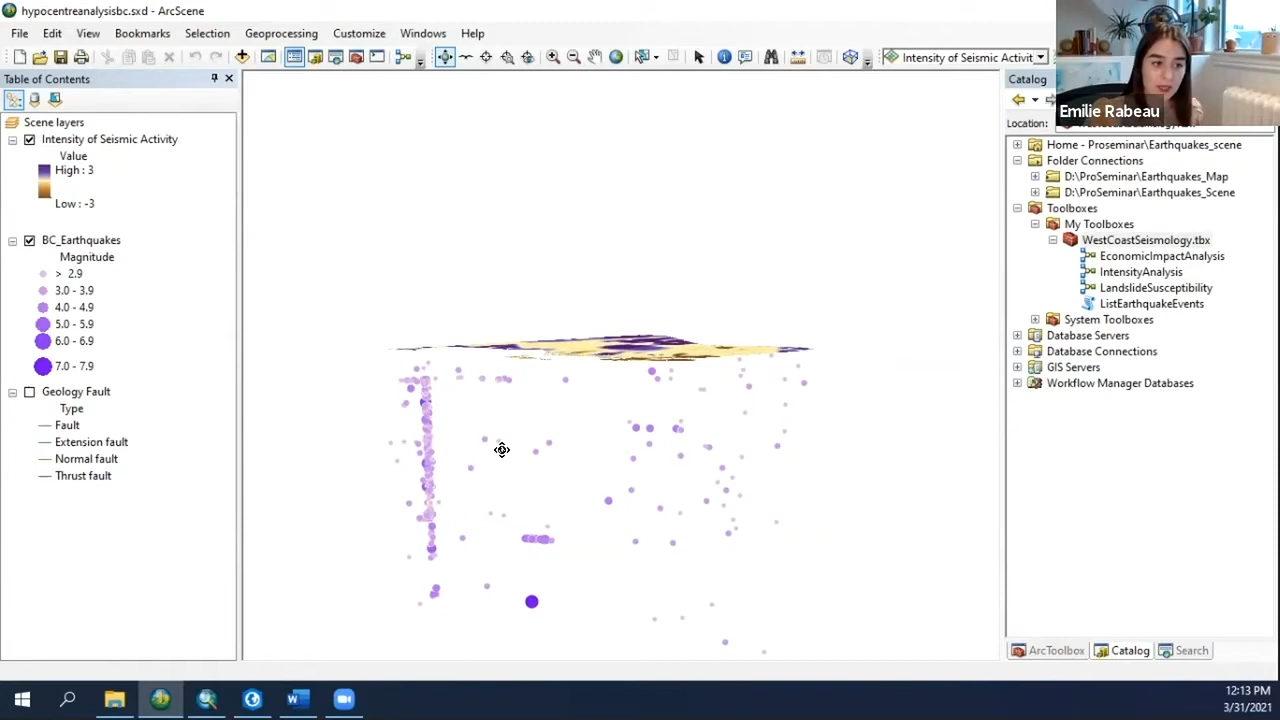 hypocentreanalysisbc.sxd - ArcScene
File Edit View Bookmarks Selection Geoprocessing Customize Windows Help
Intensity of Seismic Activit
Table of Contents
Scene layers
Intensity of Seismic Activity
Value
High : 3
Low : -3
BC_Earthquakes
Magnitude
> 2.9
3.0 - 3.9
4.0 - 4.9
5.0 - 5.9
6.0 - 6.9
7.0 - 7.9
Geology Fault
Type
Fault
Extension fault
Normal fault
Thrust fault
Emilie Rabeau
Catalog
Location:
Home - Proseminar\Earthquakes_scene
Folder Connections
D:\ProSeminar\Earthquakes_Map
D:\ProSeminar\Earthquakes_Scene
Toolboxes
My Toolboxes
WestCoastSeismology.tbx
EconomicImpactAnalysis
IntensityAnalysis
LandslideSusceptibility
ListEarthquakeEvents
System Toolboxes
Database Servers
Database Connections
GIS Servers
Workflow Manager Databases
ArcToolbox Catalog Search
12:13 PM
3/31/2021